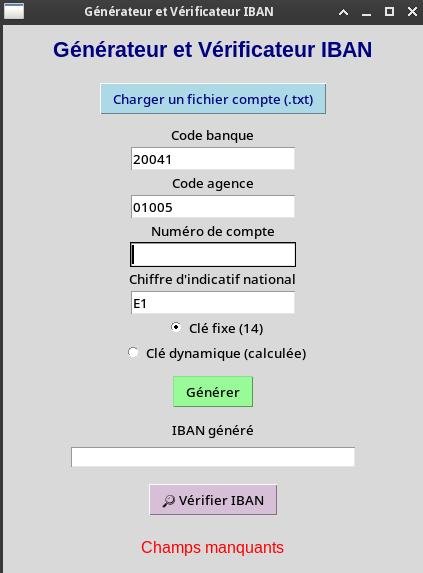 Générateur et Vérificateur IBAN
Générateur et Vérificateur IBAN
Charger un fichier compte (.txt)
Code banque
20041
Code agence
01005
Numéro de compte
Chiffre d'indicatif national
E1
Clé fixe (14)
Clé dynamique (calculée)
Générer
IBAN généré
Vérifier IBAN
Champs manquants